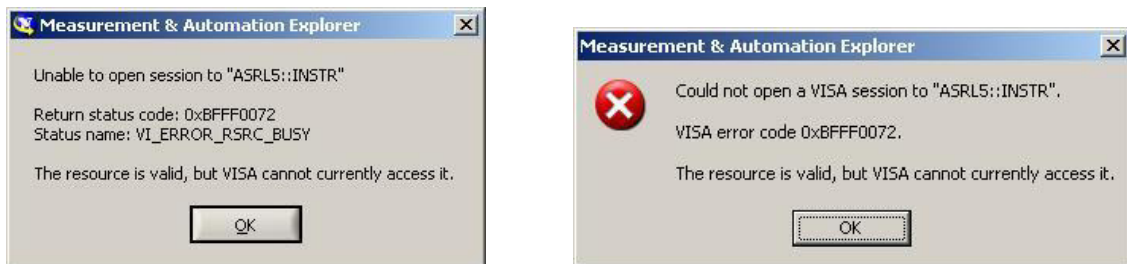 Measurement & Automation Explorer
Unable to open session to "ASRL5::INSTR"
Return status code: 0xBFFF0072
Status name: VI_ERROR_RSRC_BUSY
The resource is valid, but VISA cannot currently access it.
OK
Measurement & Automation Explorer
Could not open a VISA session to "ASRL5::INSTR".
VISA error code 0xBFFF0072.
The resource is valid, but VISA cannot currently access it.
OK